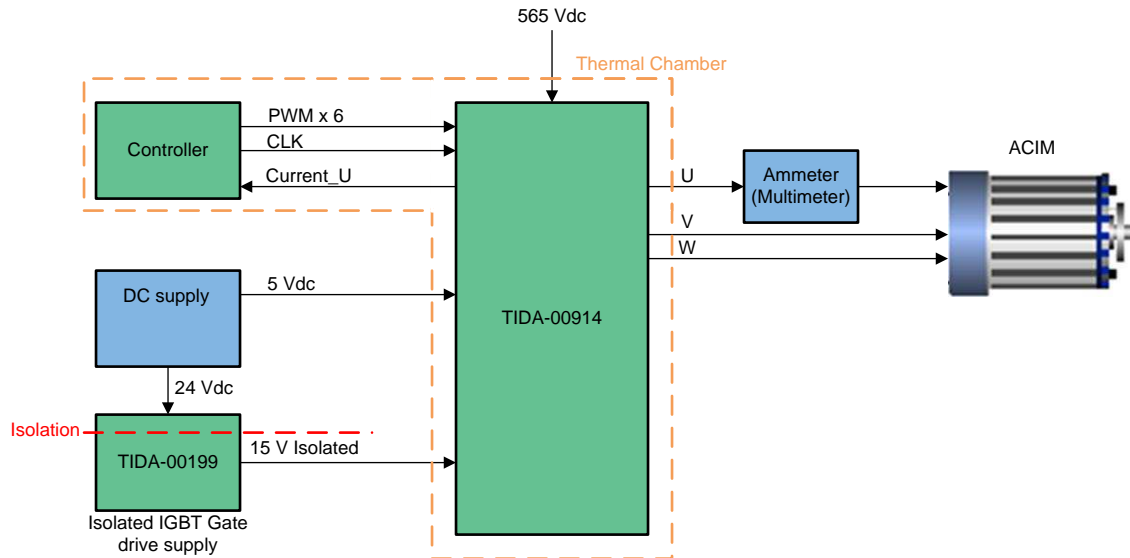 565 Vdc
Thermal Chamber
PWM x 6
CLK
Controller
Current_U
U
Ammeter
(Multimeter)
ACIM
V
W
DC supply
5 Vdc
TIDA-00914
24 Vdc
Isolation
15 V Isolated
TIDA-00199
Isolated IGBT Gate
drive supply